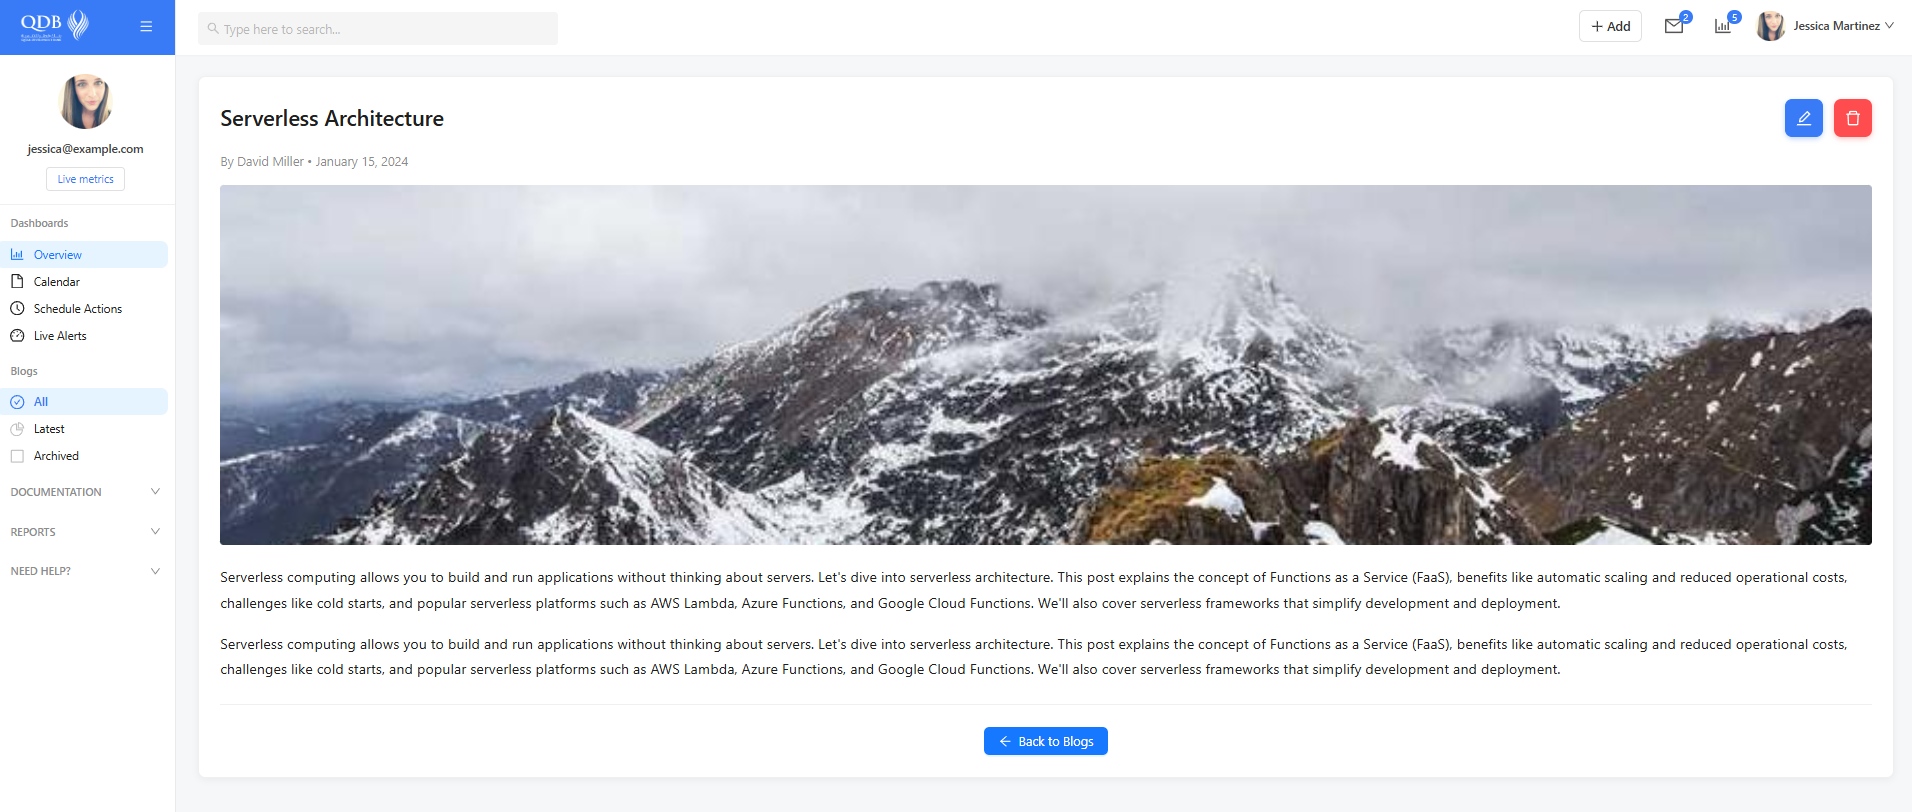 QDB
Type here to search...
Add
2
5
Jessica Martinez
jessica@example.com
Live metrics
Dashboards
Overview
Calendar
Schedule Actions
Live Alerts
Blogs
All
Latest
Archived
DOCUMENTATION
REPORTS
NEED HELP?
Serverless Architecture
By David Miller • January 15, 2024
Serverless computing allows you to build and run applications without thinking about servers. Let's dive into serverless architecture. This post explains the concept of Functions as a Service (FaaS), benefits like automatic scaling and reduced operational costs,
challenges like cold starts, and popular serverless platforms such as AWS Lambda, Azure Functions, and Google Cloud Functions. We'll also cover serverless frameworks that simplify development and deployment.
Serverless computing allows you to build and run applications without thinking about servers. Let's dive into serverless architecture. This post explains the concept of Functions as a Service (FaaS), benefits like automatic scaling and reduced operational costs,
challenges like cold starts, and popular serverless platforms such as AWS Lambda, Azure Functions, and Google Cloud Functions. We'll also cover serverless frameworks that simplify development and deployment.
Back to Blogs